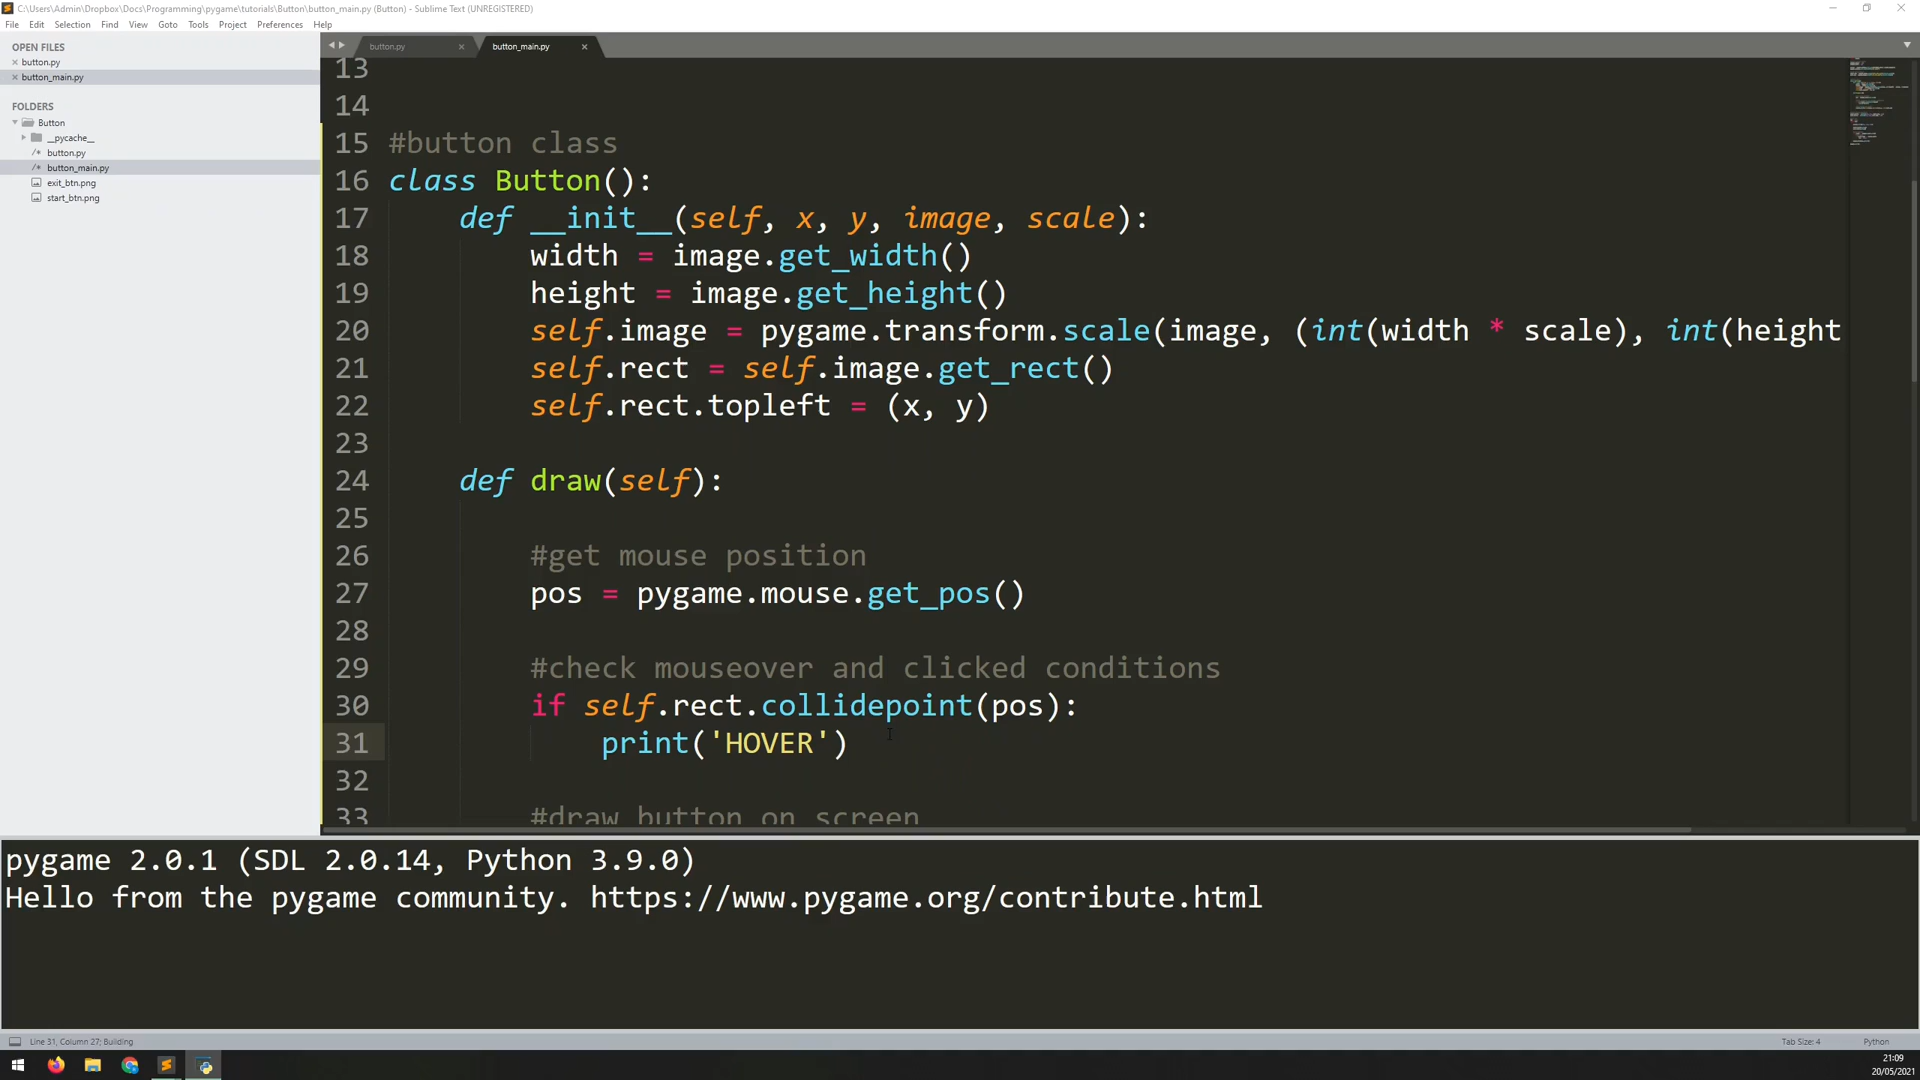 C:\Users\Admin\Dropbox\Docs\Programming\pygame\tutorials\Button\button_main.py (Button) - Sublime Text (UNREGISTERED)
File Edit Selection Find View Goto Tools Project Preferences Help
OPEN FILES
button.py
button_main.py
FOLDERS
Button
__pycache__
button.py
button_main.py
exit_btn.png
start_btn.png
button.py
button_main.py
13
14
15 #button class
16 class Button():
17 def __init__(self, x, y, image, scale):
18 width = image.get_width()
19 height = image.get_height()
20 self.image = pygame.transform.scale(image, (int(width * scale), int(height
21 self.rect = self.image.get_rect()
22 self.rect.topleft = (x, y)
23
24 def draw(self):
25
26 #get mouse position
27 pos = pygame.mouse.get_pos()
28
29 #check mouseover and clicked conditions
30 if self.rect.collidepoint(pos):
31 print('HOVER')
32
33 #draw button on screen
pygame 2.0.1 (SDL 2.0.14, Python 3.9.0)
Hello from the pygame community. https://www.pygame.org/contribute.html
Line 31, Column 27; Building
Tab Size: 4
Python
21:09
20/05/2021